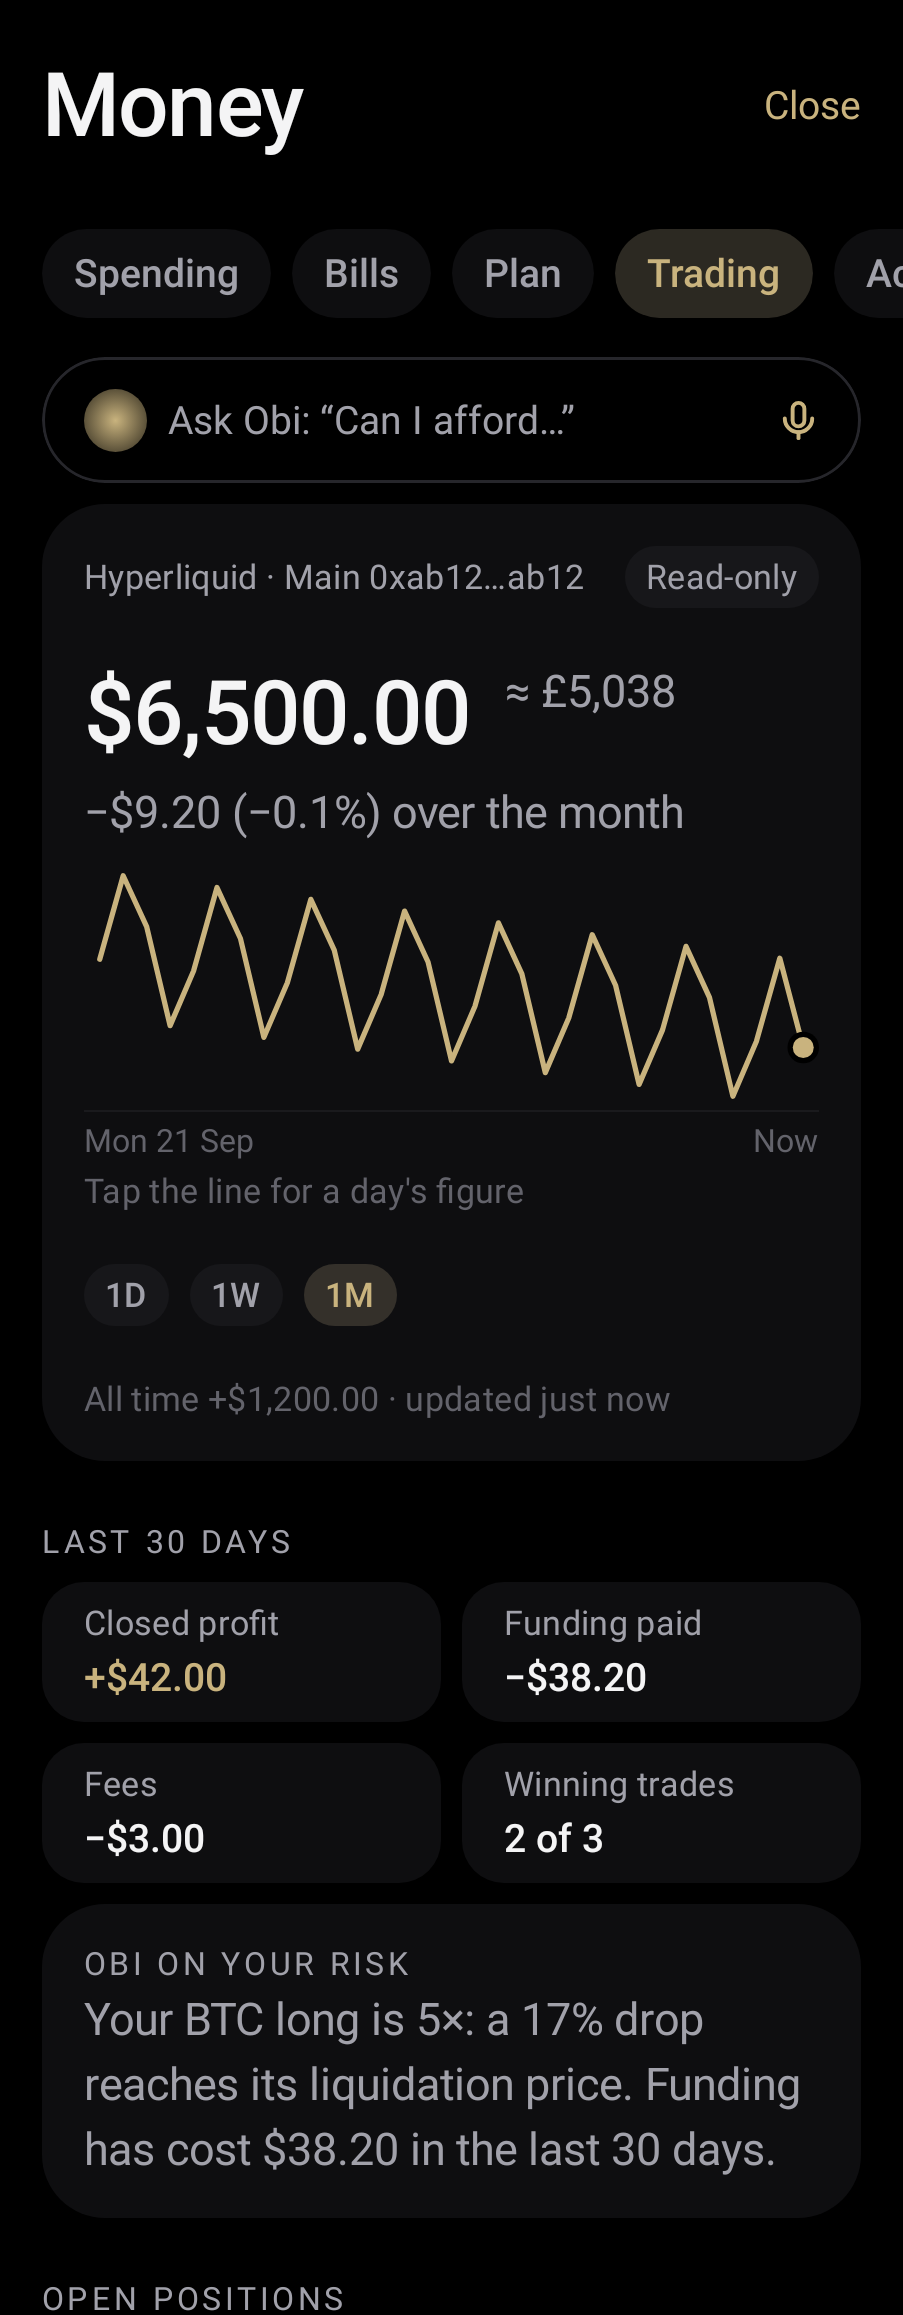 Money
Close
Spending
Bills
Plan
Trading
Ac
Ask Obi: “Can I afford…”
Hyperliquid · Main 0xab12…ab12
Read-only
$6,500.00
≈ £5,038
−$9.20 (−0.1%) over the month
Mon 21 Sep
Now
Tap the line for a day's figure
1D
1W
1M
All time +$1,200.00 · updated just now
LAST 30 DAYS
Closed profit
+$42.00
Funding paid
−$38.20
Fees
−$3.00
Winning trades
2 of 3
OBI ON YOUR RISK
Your BTC long is 5×: a 17% drop
reaches its liquidation price. Funding
has cost $38.20 in the last 30 days.
OPEN POSITIONS